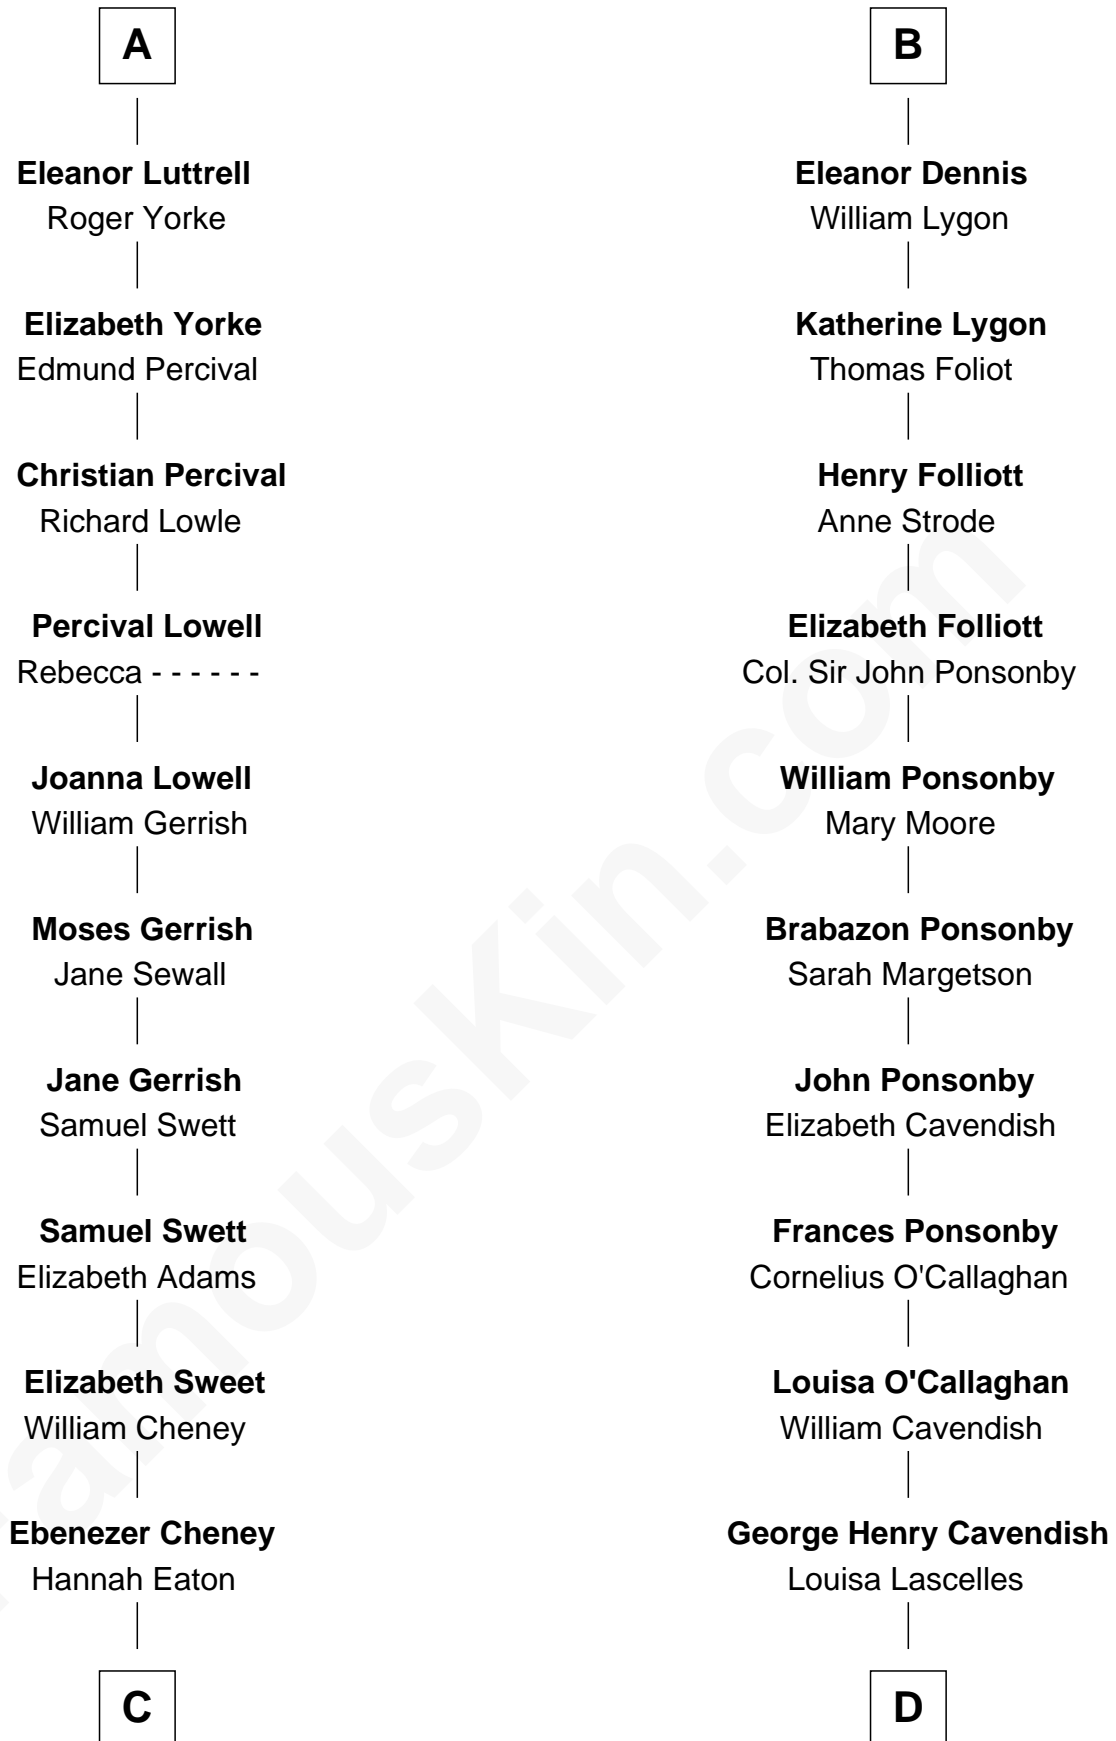 A
Eleanor Luttrell
Roger Yorke
Elizabeth Yorke
Edmund Percival
Christian Percival
Richard Lowle
Percival Lowell
Rebecca - - - - - -
Joanna Lowell
William Gerrish
Moses Gerrish
Jane Sewall
Jane Gerrish
Samuel Swett
Samuel Swett
Elizabeth Adams
Elizabeth Sweet
William Cheney
Ebenezer Cheney
Hannah Eaton
C
B
Eleanor Dennis
William Lygon
Katherine Lygon
Thomas Foliot
Henry Folliott
Anne Strode
Elizabeth Folliott
Col. Sir John Ponsonby
William Ponsonby
Mary Moore
Brabazon Ponsonby
Sarah Margetson
John Ponsonby
Elizabeth Cavendish
Frances Ponsonby
Cornelius O'Callaghan
Louisa O'Callaghan
William Cavendish
George Henry Cavendish
Louisa Lascelles
D
FamousKin.com